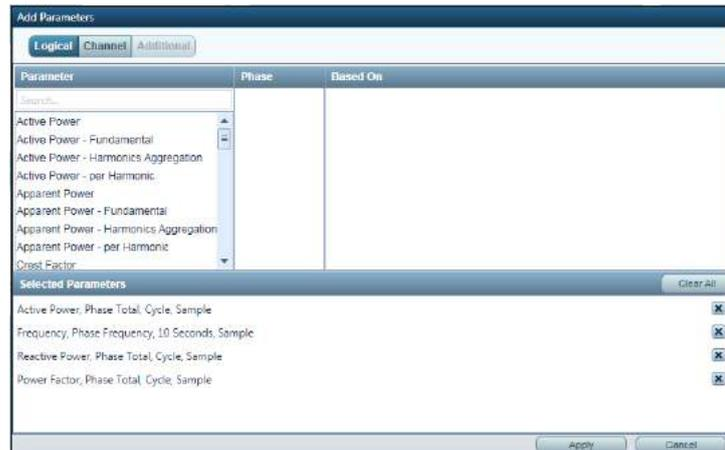 Add Parameters
Logical Channel Additional
Parameter Phase Based On
Search...
Active Power
Active Power - Fundamental
Active Power - Harmonics Aggregation
Active Power - per Harmonic
Apparent Power
Apparent Power - Fundamental
Apparent Power - Harmonics Aggregation
Apparent Power - per Harmonic
Crest Factor
Selected Parameters Clear All
Active Power, Phase Total, Cycle, Sample
Frequency, Phase Frequency, 10 Seconds, Sample
Reactive Power, Phase Total, Cycle, Sample
Power Factor, Phase Total, Cycle, Sample
Apply Cancel